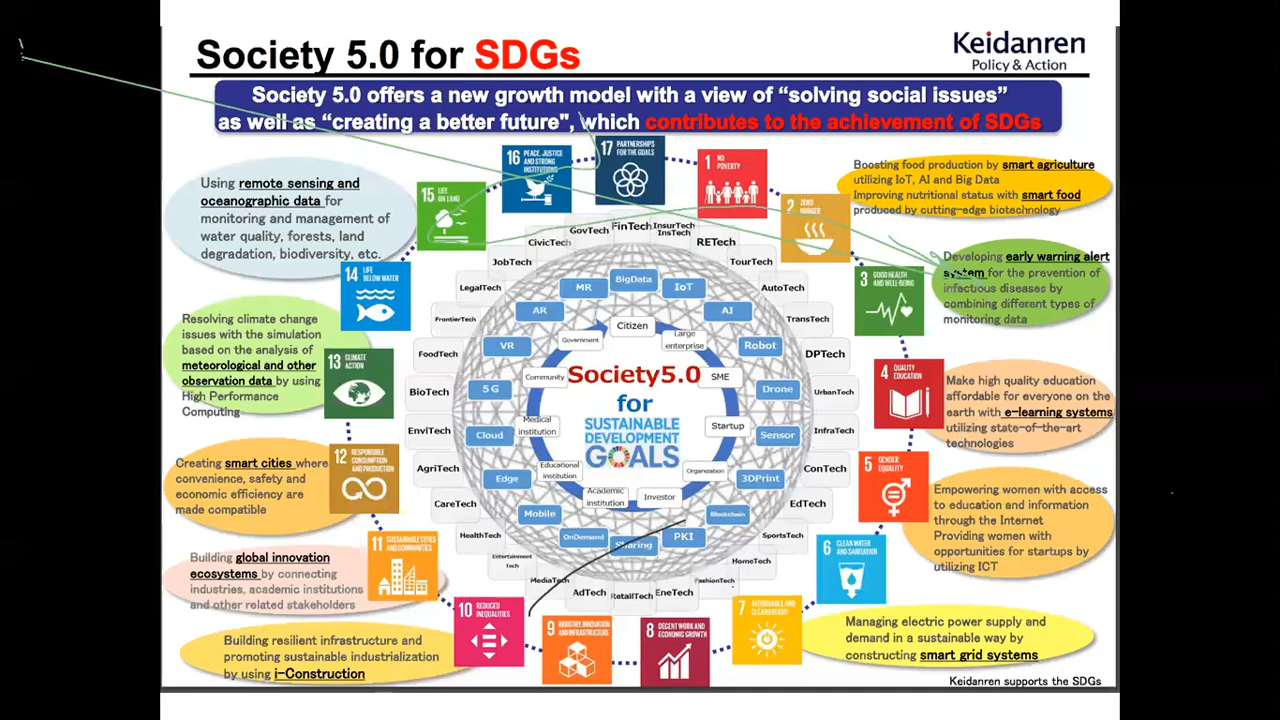 Society 5.0 for SDGs
Keidanren
Policy & Action
Society 5.0 offers a new growth model with a view of “solving social issues”
as well as “creating a better future", which contributes to the achievement of SDGs
16 PEACE, JUSTICE
AND STRONG
INSTITUTIONS
17 PARTNERSHIPS
FOR THE GOALS
1 NO
POVERTY
15 LIFE
ON LAND
2 ZERO
HUNGER
14 LIFE
BELOW WATER
3 GOOD HEALTH
AND WELL-BEING
13 CLIMATE
ACTION
4 QUALITY
EDUCATION
12 RESPONSIBLE
CONSUMPTION
AND PRODUCTION
5 GENDER
EQUALITY
11 SUSTAINABLE CITIES
AND COMMUNITIES
6 CLEAN WATER
AND SANITATION
10 REDUCED
INEQUALITIES
9 INDUSTRY, INNOVATION
AND INFRASTRUCTURE
8 DECENT WORK AND
ECONOMIC GROWTH
7 AFFORDABLE AND
CLEAN ENERGY
Using remote sensing and
oceanographic data for
monitoring and management of
water quality, forests, land
degradation, biodiversity, etc.
Resolving climate change
issues with the simulation
based on the analysis of
meteorological and other
observation data by using
High Performance
Computing
Creating smart cities where
convenience, safety and
economic efficiency are
made compatible
Building global innovation
ecosystems by connecting
industries, academic institutions
and other related stakeholders
Building resilient infrastructure and
promoting sustainable industrialization
by using i-Construction
Boosting food production by smart agriculture
utilizing IoT, AI and Big Data
Improving nutritional status with smart food
produced by cutting-edge biotechnology
Developing early warning alert
system for the prevention of
infectious diseases by
combining different types of
monitoring data
Make high quality education
affordable for everyone on the
earth with e-learning systems
utilizing state-of-the-art
technologies
Empowering women with access
to education and information
through the Internet
Providing women with
opportunities for startups by
utilizing ICT
Managing electric power supply and
demand in a sustainable way by
constructing smart grid systems
Keidanren supports the SDGs
FinTech
InsurTech
InsTech
RETech
TourTech
AutoTech
TransTech
DPTech
UrbanTech
InfraTech
ConTech
EdTech
SportsTech
HomeTech
FashionTech
EneTech
RetailTech
AdTech
MediaTech
Entertainment
Tech
HealthTech
CareTech
AgriTech
EnviTech
BioTech
FoodTech
FrontierTech
LegalTech
JobTech
CivicTech
GovTech
BigData
IoT
AI
Robot
Drone
Sensor
3DPrint
Blockchain
PKI
Sharing
OnDemand
Mobile
Edge
Cloud
5G
VR
AR
MR
Citizen
Large
enterprise
SME
Startup
Organization
Investor
Academic
institution
Educational
institution
Medical
institution
Community
Government
Society5.0
for
SUSTAINABLE
DEVELOPMENT
GOALS